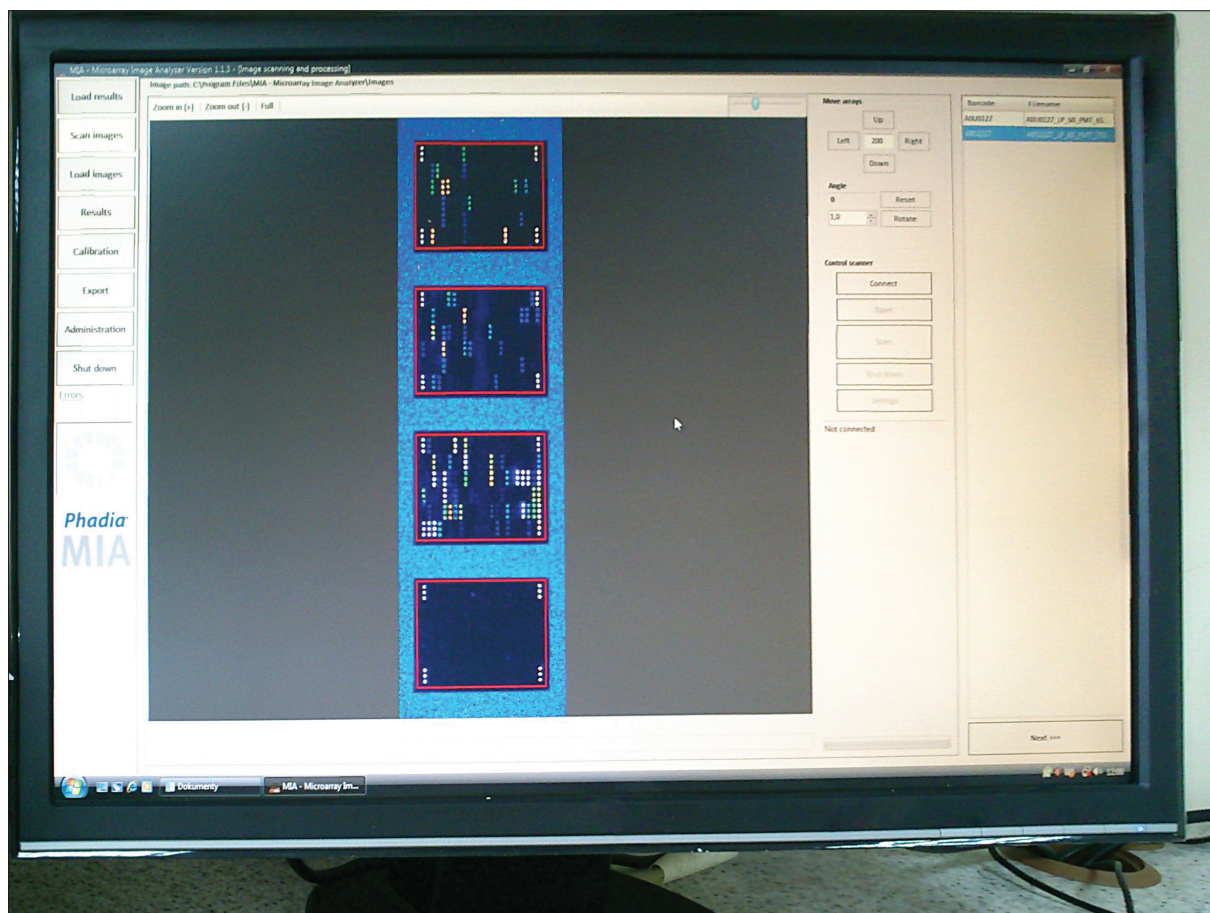 MIA - Microarray Image Analyzer Version 1.1.3 - [Image scanning and processing]
Image path: C:\Program Files\MIA - Microarray Image Analyzer\Images
Load results
Scan images
Load images
Results
Calibration
Export
Administration
Shut down
Errors
Phadia
MIA
Zoom in (+)
Zoom out (-)
Full
Move arrays
Up
Left
200
Right
Down
Angle
0
Reset
1,0
Rotate
Control scanner
Connect
Open
Scan
Shut down
Settings
Not connected
Barcode
Filename
Next >>>
Dokumenty
MIA - Microarray Im...